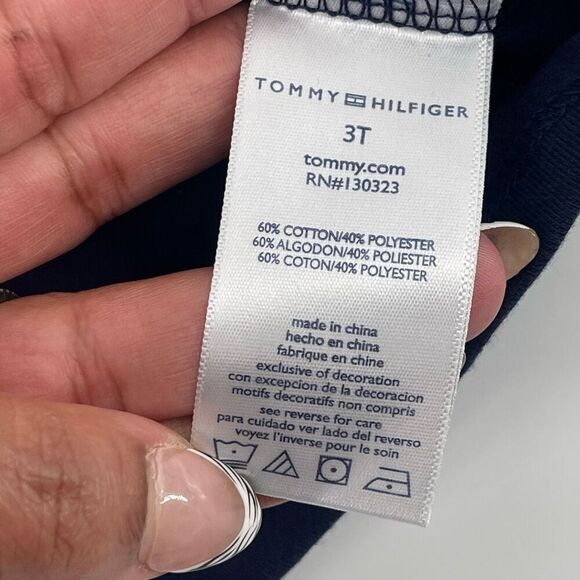 TOMMY HILFIGER
3T
tommy.com
RN#130323
60% COTTON/40% POLYESTER
60% ALGODON/40% POLIESTER
60% COTON/40% POLYESTER
made in china
hecho en china
fabrique en chine
exclusive of decoration
con excepcion de la decoracion
motifs decoratifs non compris
see reverse for care
para cuidado ver lado del reverso
voyez l'inverse pour le soin